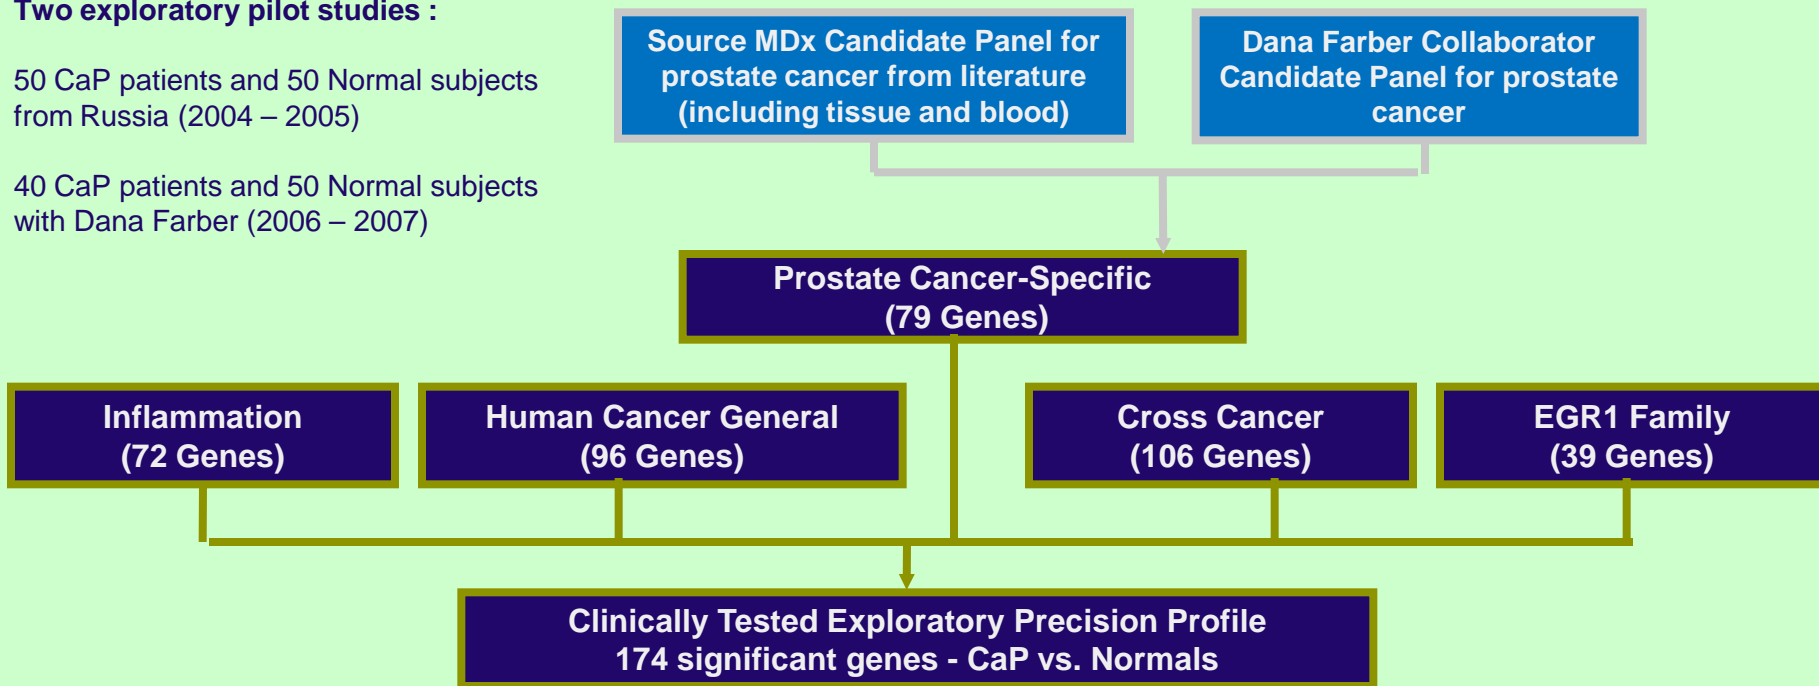 Two exploratory pilot studies :
50 CaP patients and 50 Normal subjects
from Russia (2004 – 2005)
40 CaP patients and 50 Normal subjects
with Dana Farber (2006 – 2007)
Source MDx Candidate Panel for
prostate cancer from literature
(including tissue and blood)
Dana Farber Collaborator
Candidate Panel for prostate
cancer
Prostate Cancer-Specific
(79 Genes)
Inflammation
(72 Genes)
Human Cancer General
(96 Genes)
Cross Cancer
(106 Genes)
EGR1 Family
(39 Genes)
Clinically Tested Exploratory Precision Profile
174 significant genes - CaP vs. Normals